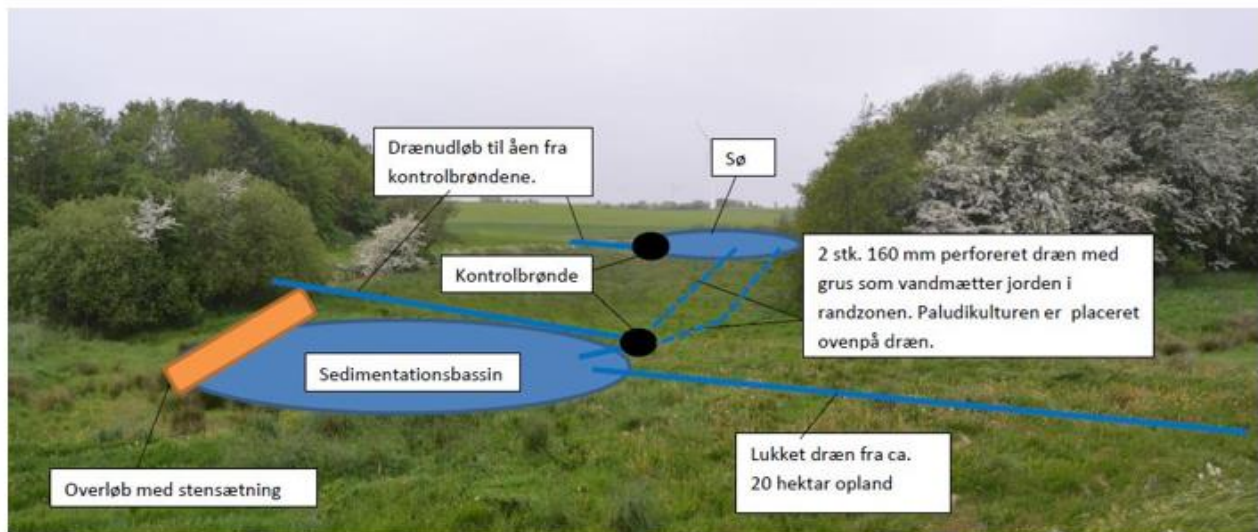 Drænudløb til åen fra
kontrolbrøndene.
Sø
Kontrolbrønde
2 stk. 160 mm perforeret dræn med
grus som vandmætter jorden i
randzonen. Paludikulturen er placeret
ovenpå dræn.
Sedimentationsbassin
Lukket dræn fra ca.
20 hektar opland
Overløb med stensætning